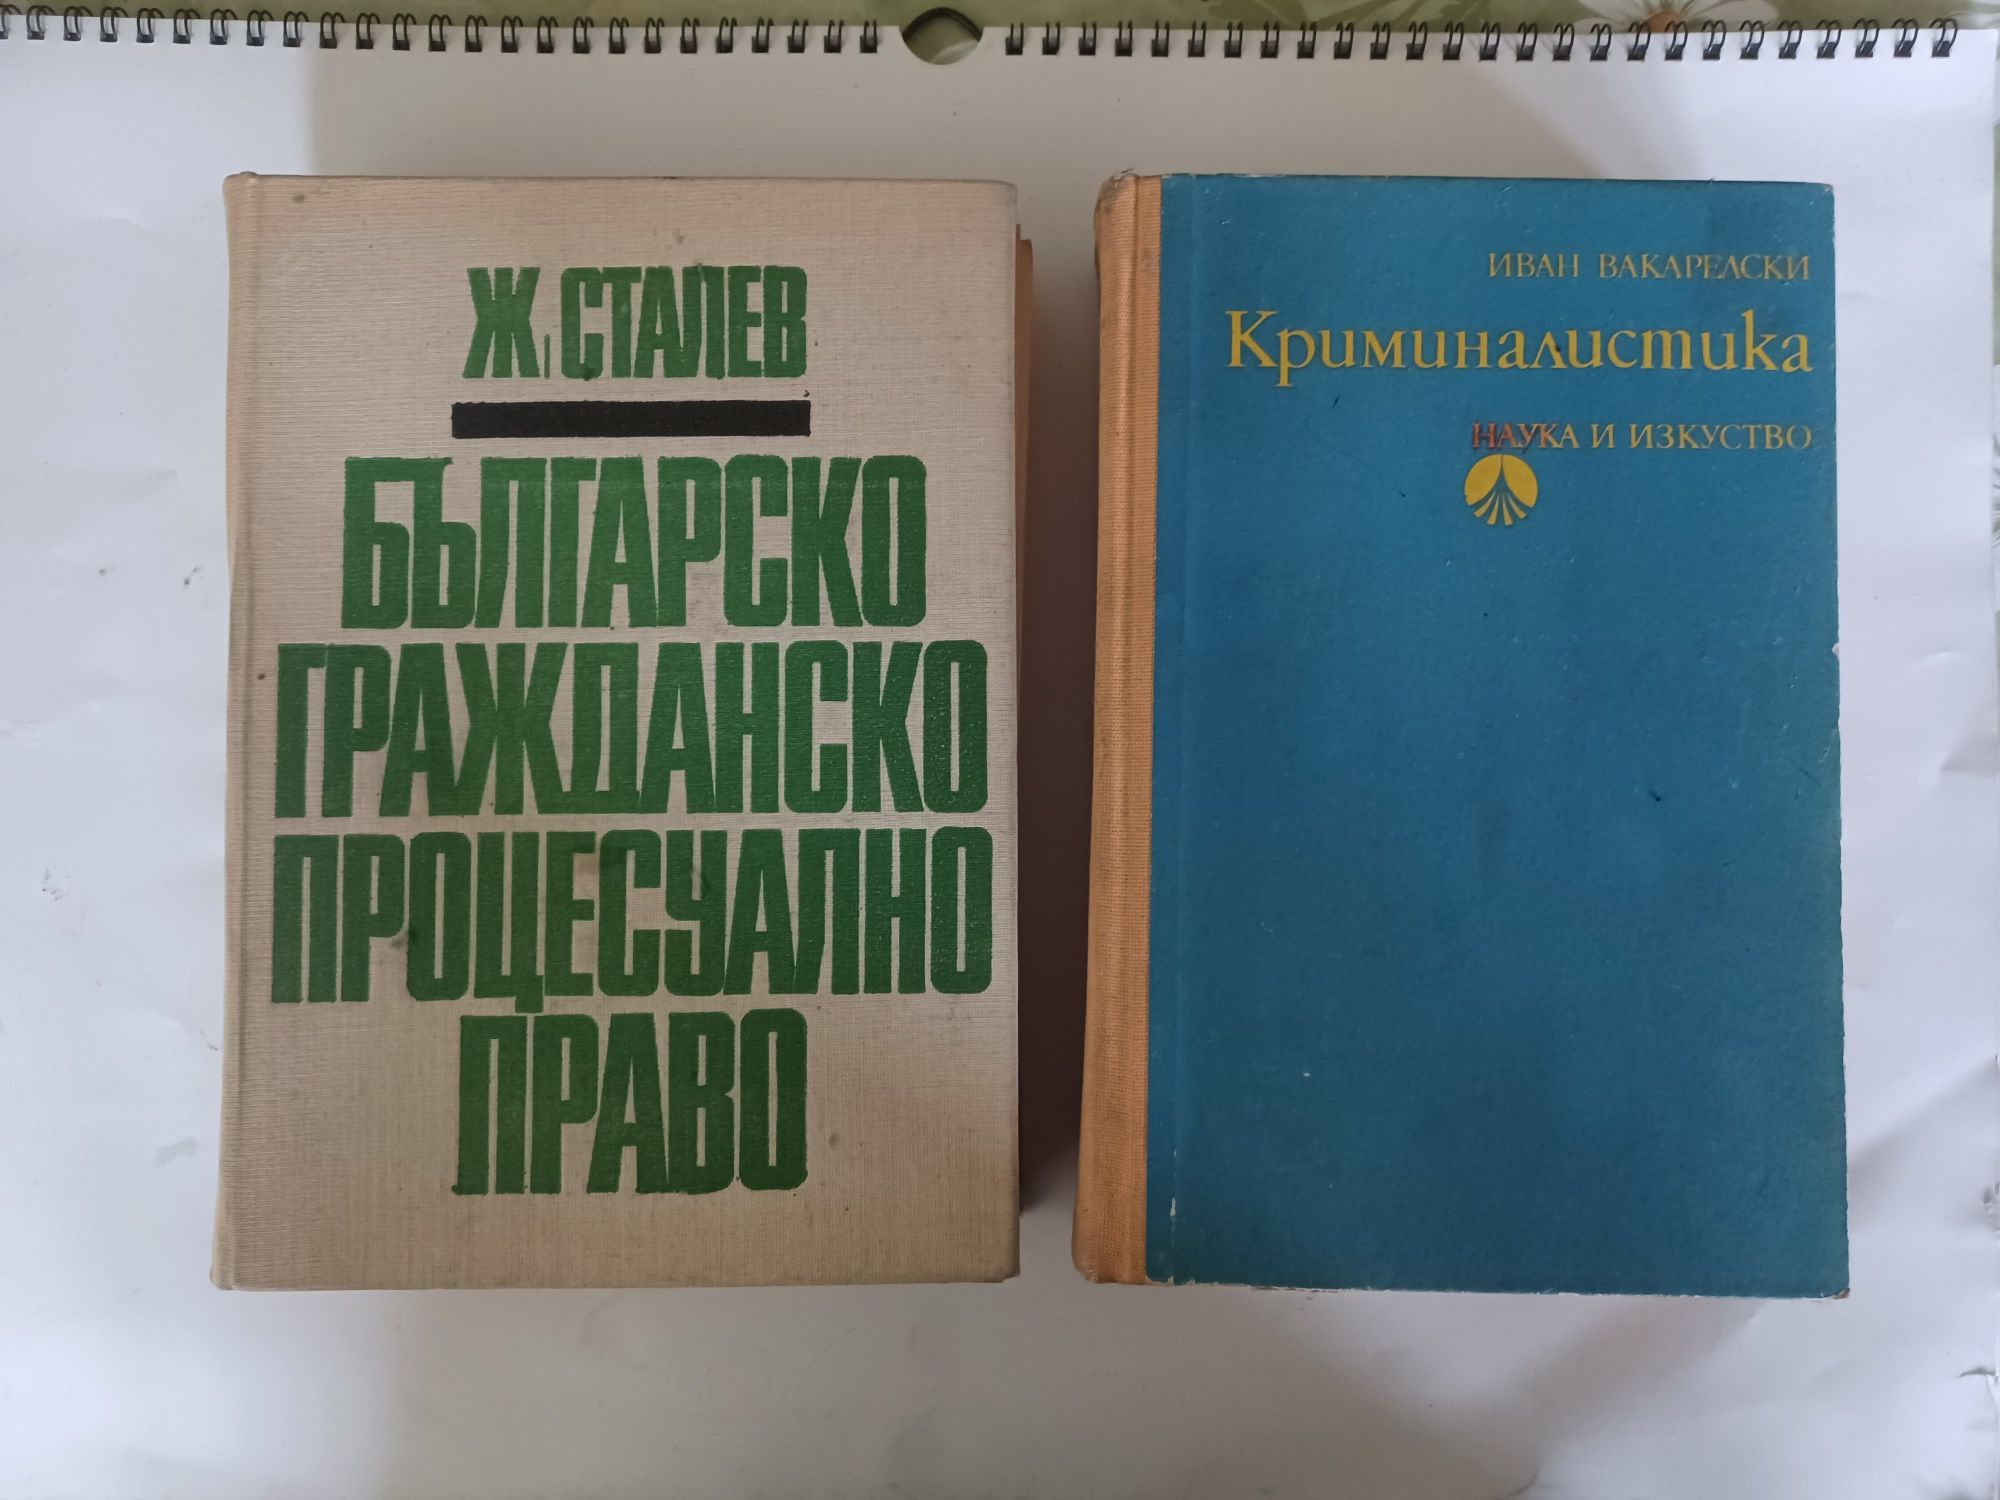 Ж. СТАЛЕВ
БЪЛГАРСКО
ГРАЖДАНСКО
ПРОЦЕСУАЛНО
ПРАВО
ИВАН ВАКАРЕЛСКИ
Криминалистика
НАУКА И ИЗКУСТВО